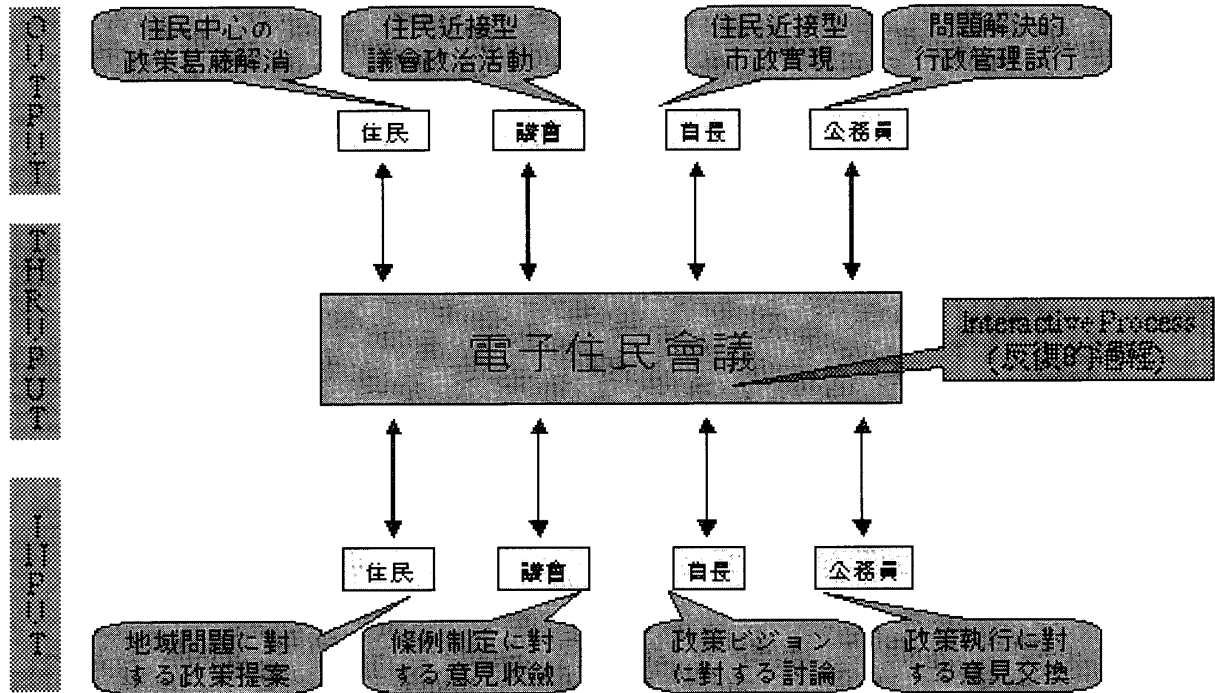 OUTPUT
住民中心の
政策葛藤解消
住民近接型
議會政治活動
住民近接型
市政實現
問題解決的
行政管理試行
住民
議會
首長
公務員
THRUPUT
電子住民會議
Interactive Process
(反復的過程)
INPUT
住民
議會
首長
公務員
地域問題に對
する政策提案
條例制定に對
する意見收斂
政策ビジョン
に對する討論
政策執行に對
する意見交換